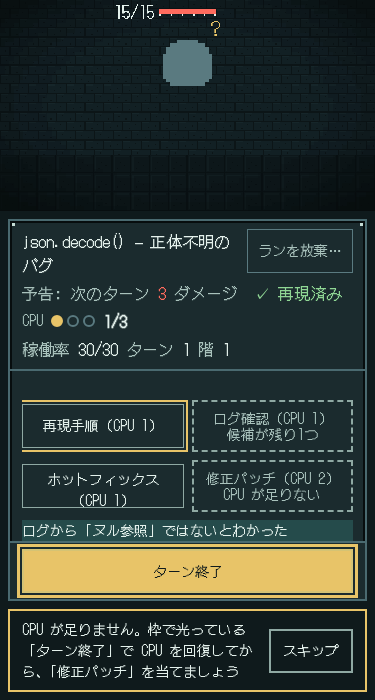 15/15
?
json.decode() — 正体不明の
バグ
ランを放棄…
予告: 次のターン 3 ダメージ ✓ 再現済み
CPU 1/3
稼働率 30/30 ターン 1 階 1
再現手順 (CPU 1)
ログ確認 (CPU 1)
候補が残り1つ
ホットフィックス
(CPU 1)
修正パッチ (CPU 2)
CPU が足りない
ログから「ヌル参照」ではないとわかった
ターン終了
CPU が足りません。枠で光っている
「ターン終了」で CPU を回復してか
ら、「修正パッチ」を当てましょう
スキップ